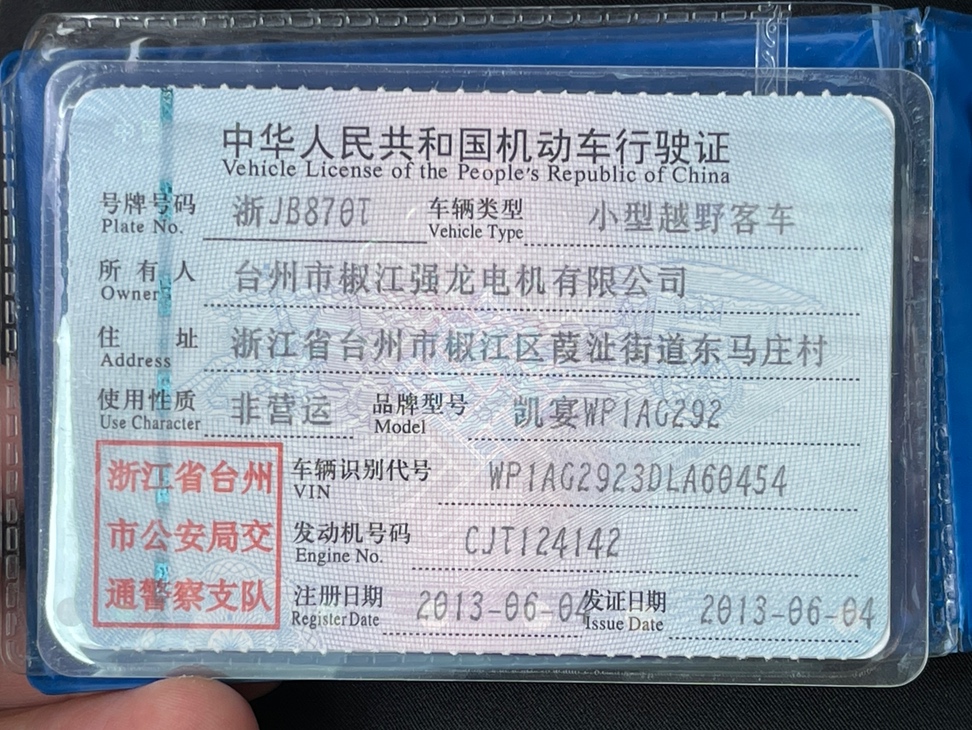 中华人民共和国机动车行驶证
Vehicle License of the People's Republic of China
号牌号码 浙JB870T 车辆类型 小型越野客车
Plate No. Vehicle Type
所有人 台州市椒江强龙电机有限公司
Owner
住址 浙江省台州市椒江区葭沚街道东马庄村
Address
使用性质 非营运 品牌型号 凯宴WP1AG292
Use Character Model
浙江省台州
市公安局交
通警察支队
车辆识别代号 WP1AG2923DLA60454
VIN
发动机号码 CJT124142
Engine No.
注册日期 2013-06-04 发证日期 2013-06-04
Register Date Issue Date